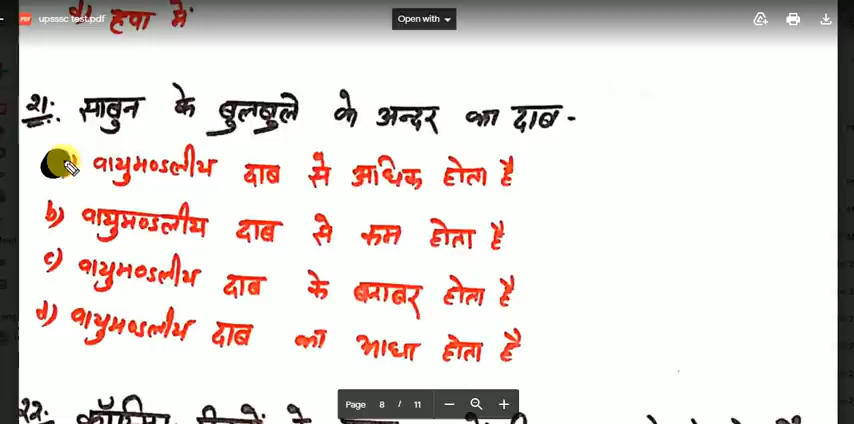 upsssc test.pdf
Open with
d) हवा में
21. साबुन के बुलबुले के अन्दर का दाब -
वायुमण्डलीय दाब से अधिक होता है
b) वायुमण्डलीय दाब से कम होता है
c) वायुमण्डलीय दाब के बराबर होता है
d) वायुमण्डलीय दाब का आधा होता है
22.
Page 8 / 11